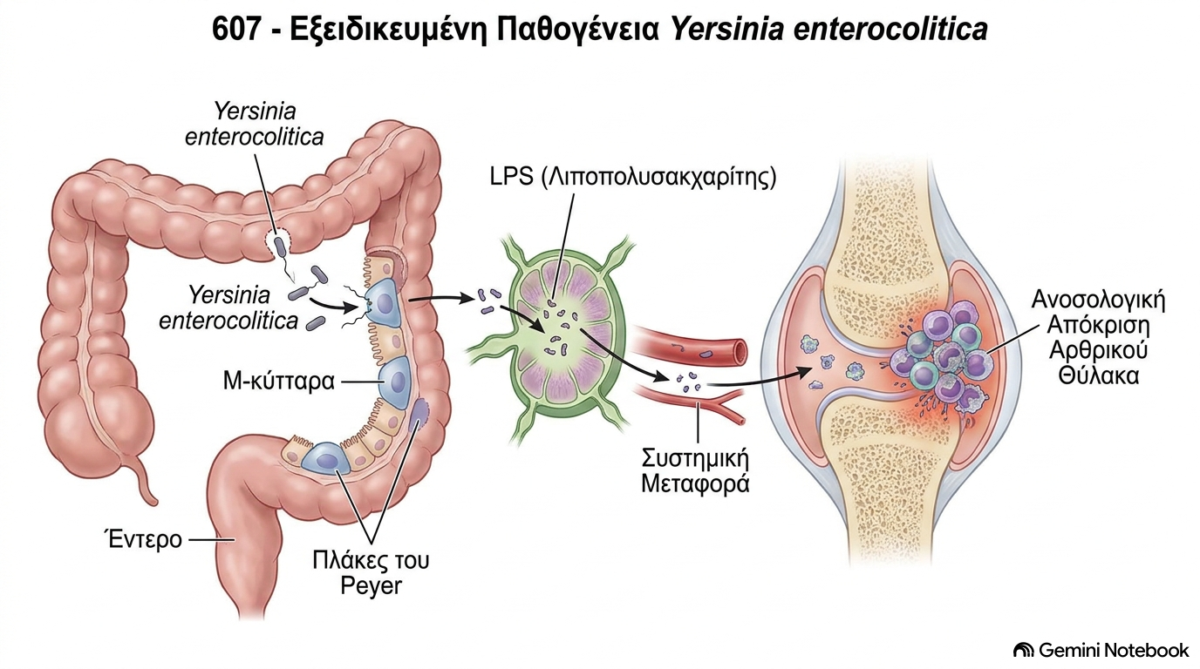 607 - Εξειδικευμένη Παθογένεια Yersinia enterocolitica
Yersinia
enterocolitica
LPS (Λιποπολυσακχαρίτης)
Yersinia
enterocolitica
Μ-κύτταρα
Ανοσολογική
Απόκριση
Αρθρικού
Θύλακα
Συστημική
Μεταφορά
Έντερο
Πλάκες του
Peyer
Gemini Notebook